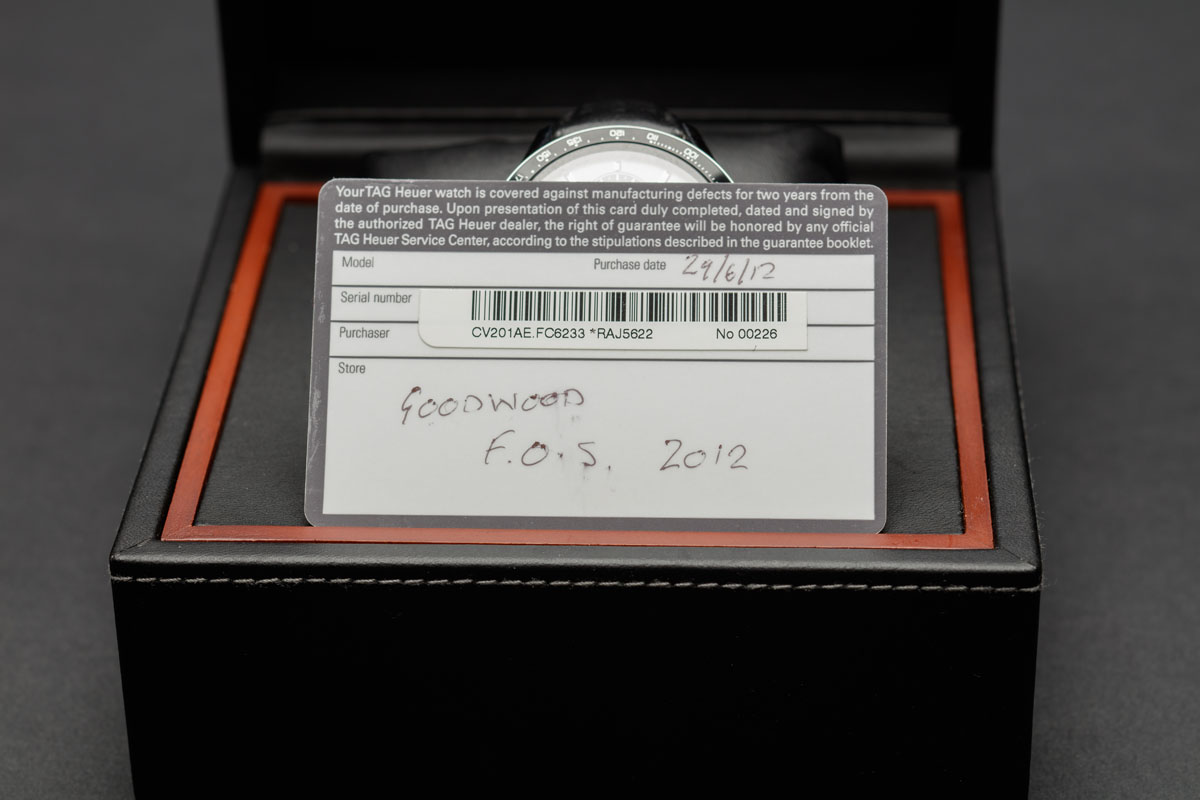 Your TAG Heuer watch is covered against manufacturing defects for two years from the
date of purchase. Upon presentation of this card duly completed, dated and signed by
the authorized TAG Heuer dealer, the right of guarantee will be honored by any official
TAG Heuer Service Center, according to the stipulations described in the guarantee booklet.
Model
Purchase date 29/6/12
Serial number
CV201AE.FC6233 *RAJ5622 No 00226
Purchaser
Store
GOODWOOD
F.O.S. 2012